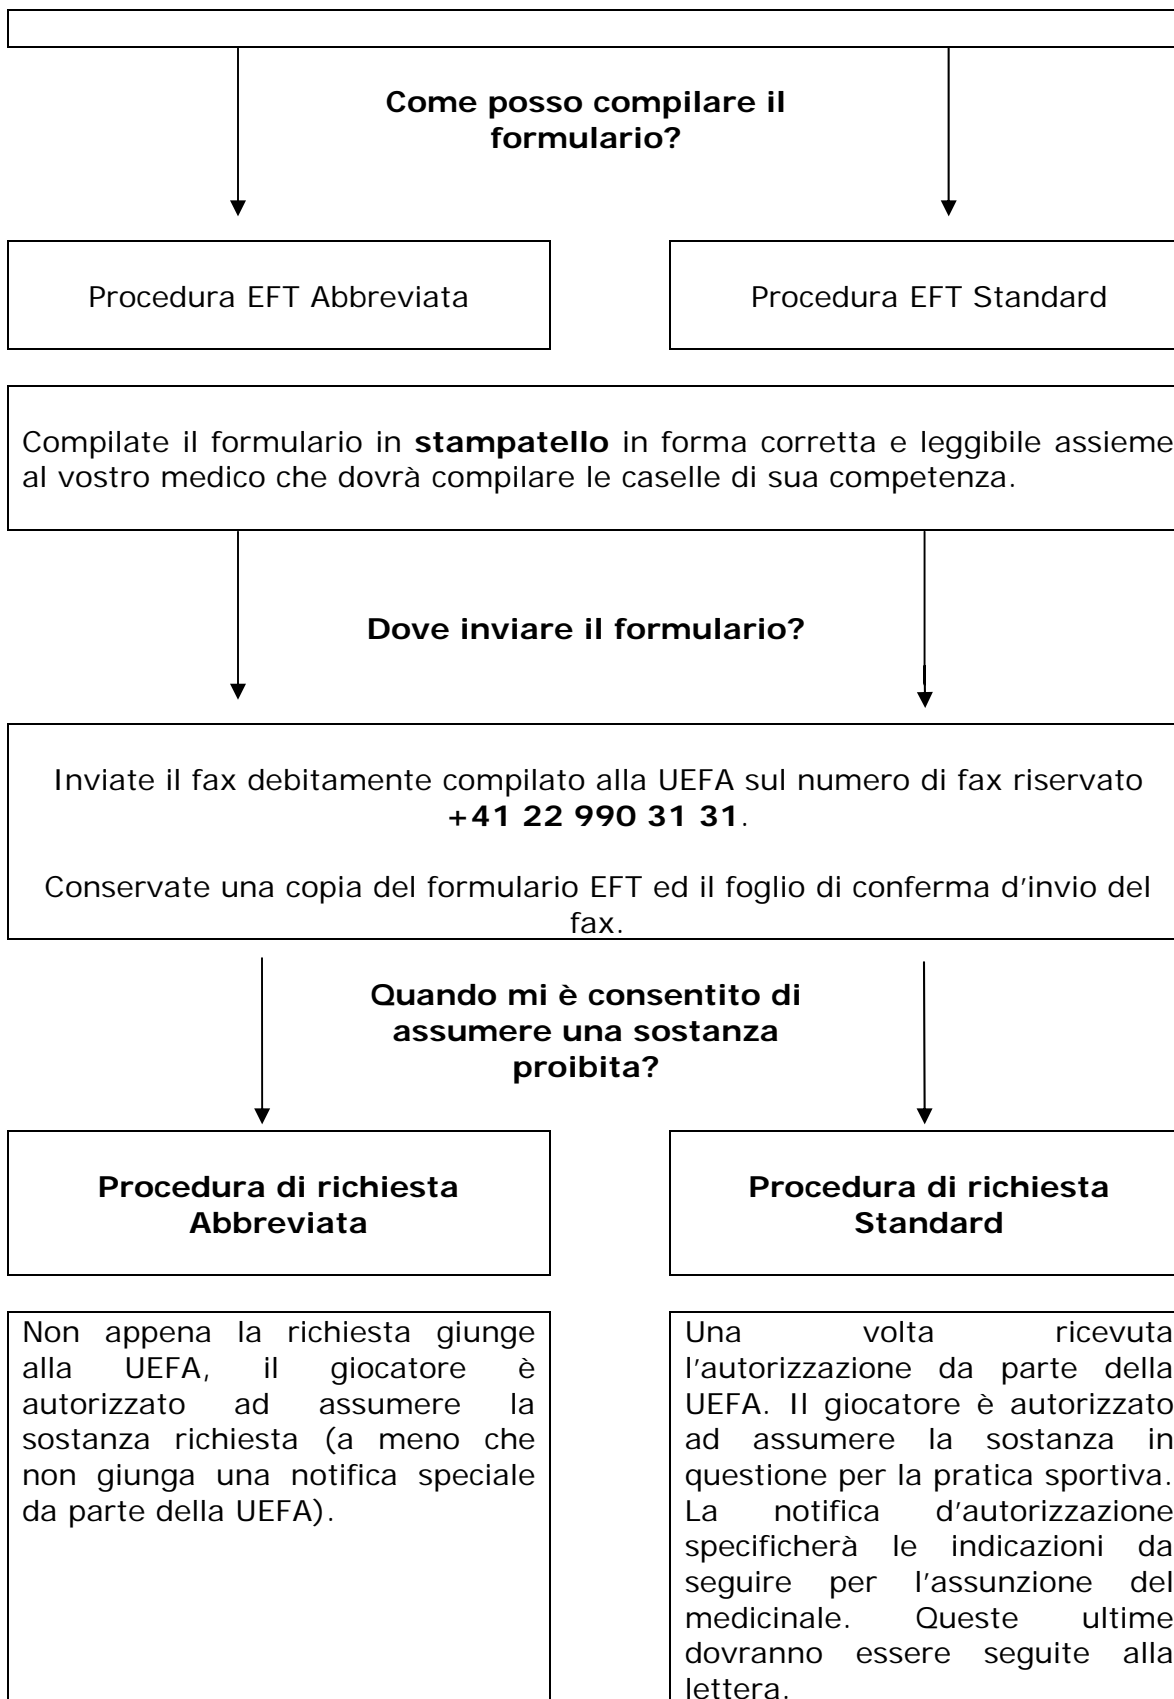 Come posso compilare il
formulario?
Procedura EFT Abbreviata
Procedura EFT Standard
Compilate il formulario in stampatello in forma corretta e leggibile assieme
al vostro medico che dovrà compilare le caselle di sua competenza.
Dove inviare il formulario?
Inviate il fax debitamente compilato alla UEFA sul numero di fax riservato
+41 22 990 31 31.
Conservate una copia del formulario EFT ed il foglio di conferma d'invio del
fax.
Quando mi è consentito di
assumere una sostanza
proibita?
Procedura di richiesta
Abbreviata
Procedura di richiesta
Standard
Non appena la richiesta giunge
alla UEFA, il giocatore è
autorizzato ad assumere la
sostanza richiesta (a meno che
non giunga una notifica speciale
da parte della UEFA).
Una volta ricevuta
l'autorizzazione da parte della
UEFA. Il giocatore è autorizzato
ad assumere la sostanza in
questione per la pratica sportiva.
La notifica d'autorizzazione
specificherà le indicazioni da
seguire per l'assunzione del
medicinale. Queste ultime
dovranno essere seguite alla
lettera.